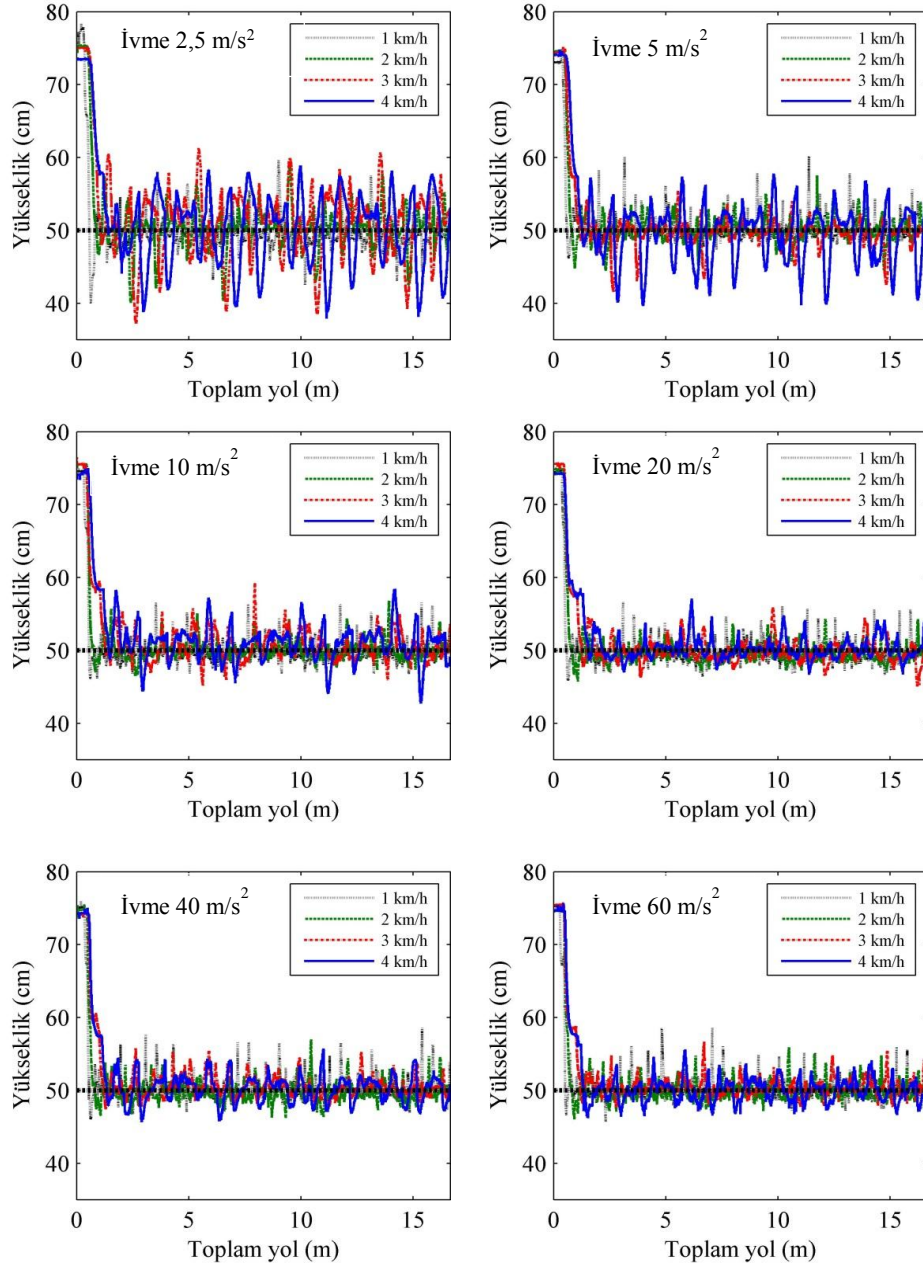 İvme 2,5 m/s²
1 km/h
2 km/h
3 km/h
4 km/h
Yükseklik (cm)
80
70
60
50
40
0 5 10 15
Toplam yol (m)
İvme 5 m/s²
1 km/h
2 km/h
3 km/h
4 km/h
Yükseklik (cm)
80
70
60
50
40
0 5 10 15
Toplam yol (m)
İvme 10 m/s²
1 km/h
2 km/h
3 km/h
4 km/h
Yükseklik (cm)
80
70
60
50
40
0 5 10 15
Toplam yol (m)
İvme 20 m/s²
1 km/h
2 km/h
3 km/h
4 km/h
Yükseklik (cm)
80
70
60
50
40
0 5 10 15
Toplam yol (m)
İvme 40 m/s²
1 km/h
2 km/h
3 km/h
4 km/h
Yükseklik (cm)
80
70
60
50
40
0 5 10 15
Toplam yol (m)
İvme 60 m/s²
1 km/h
2 km/h
3 km/h
4 km/h
Yükseklik (cm)
80
70
60
50
40
0 5 10 15
Toplam yol (m)